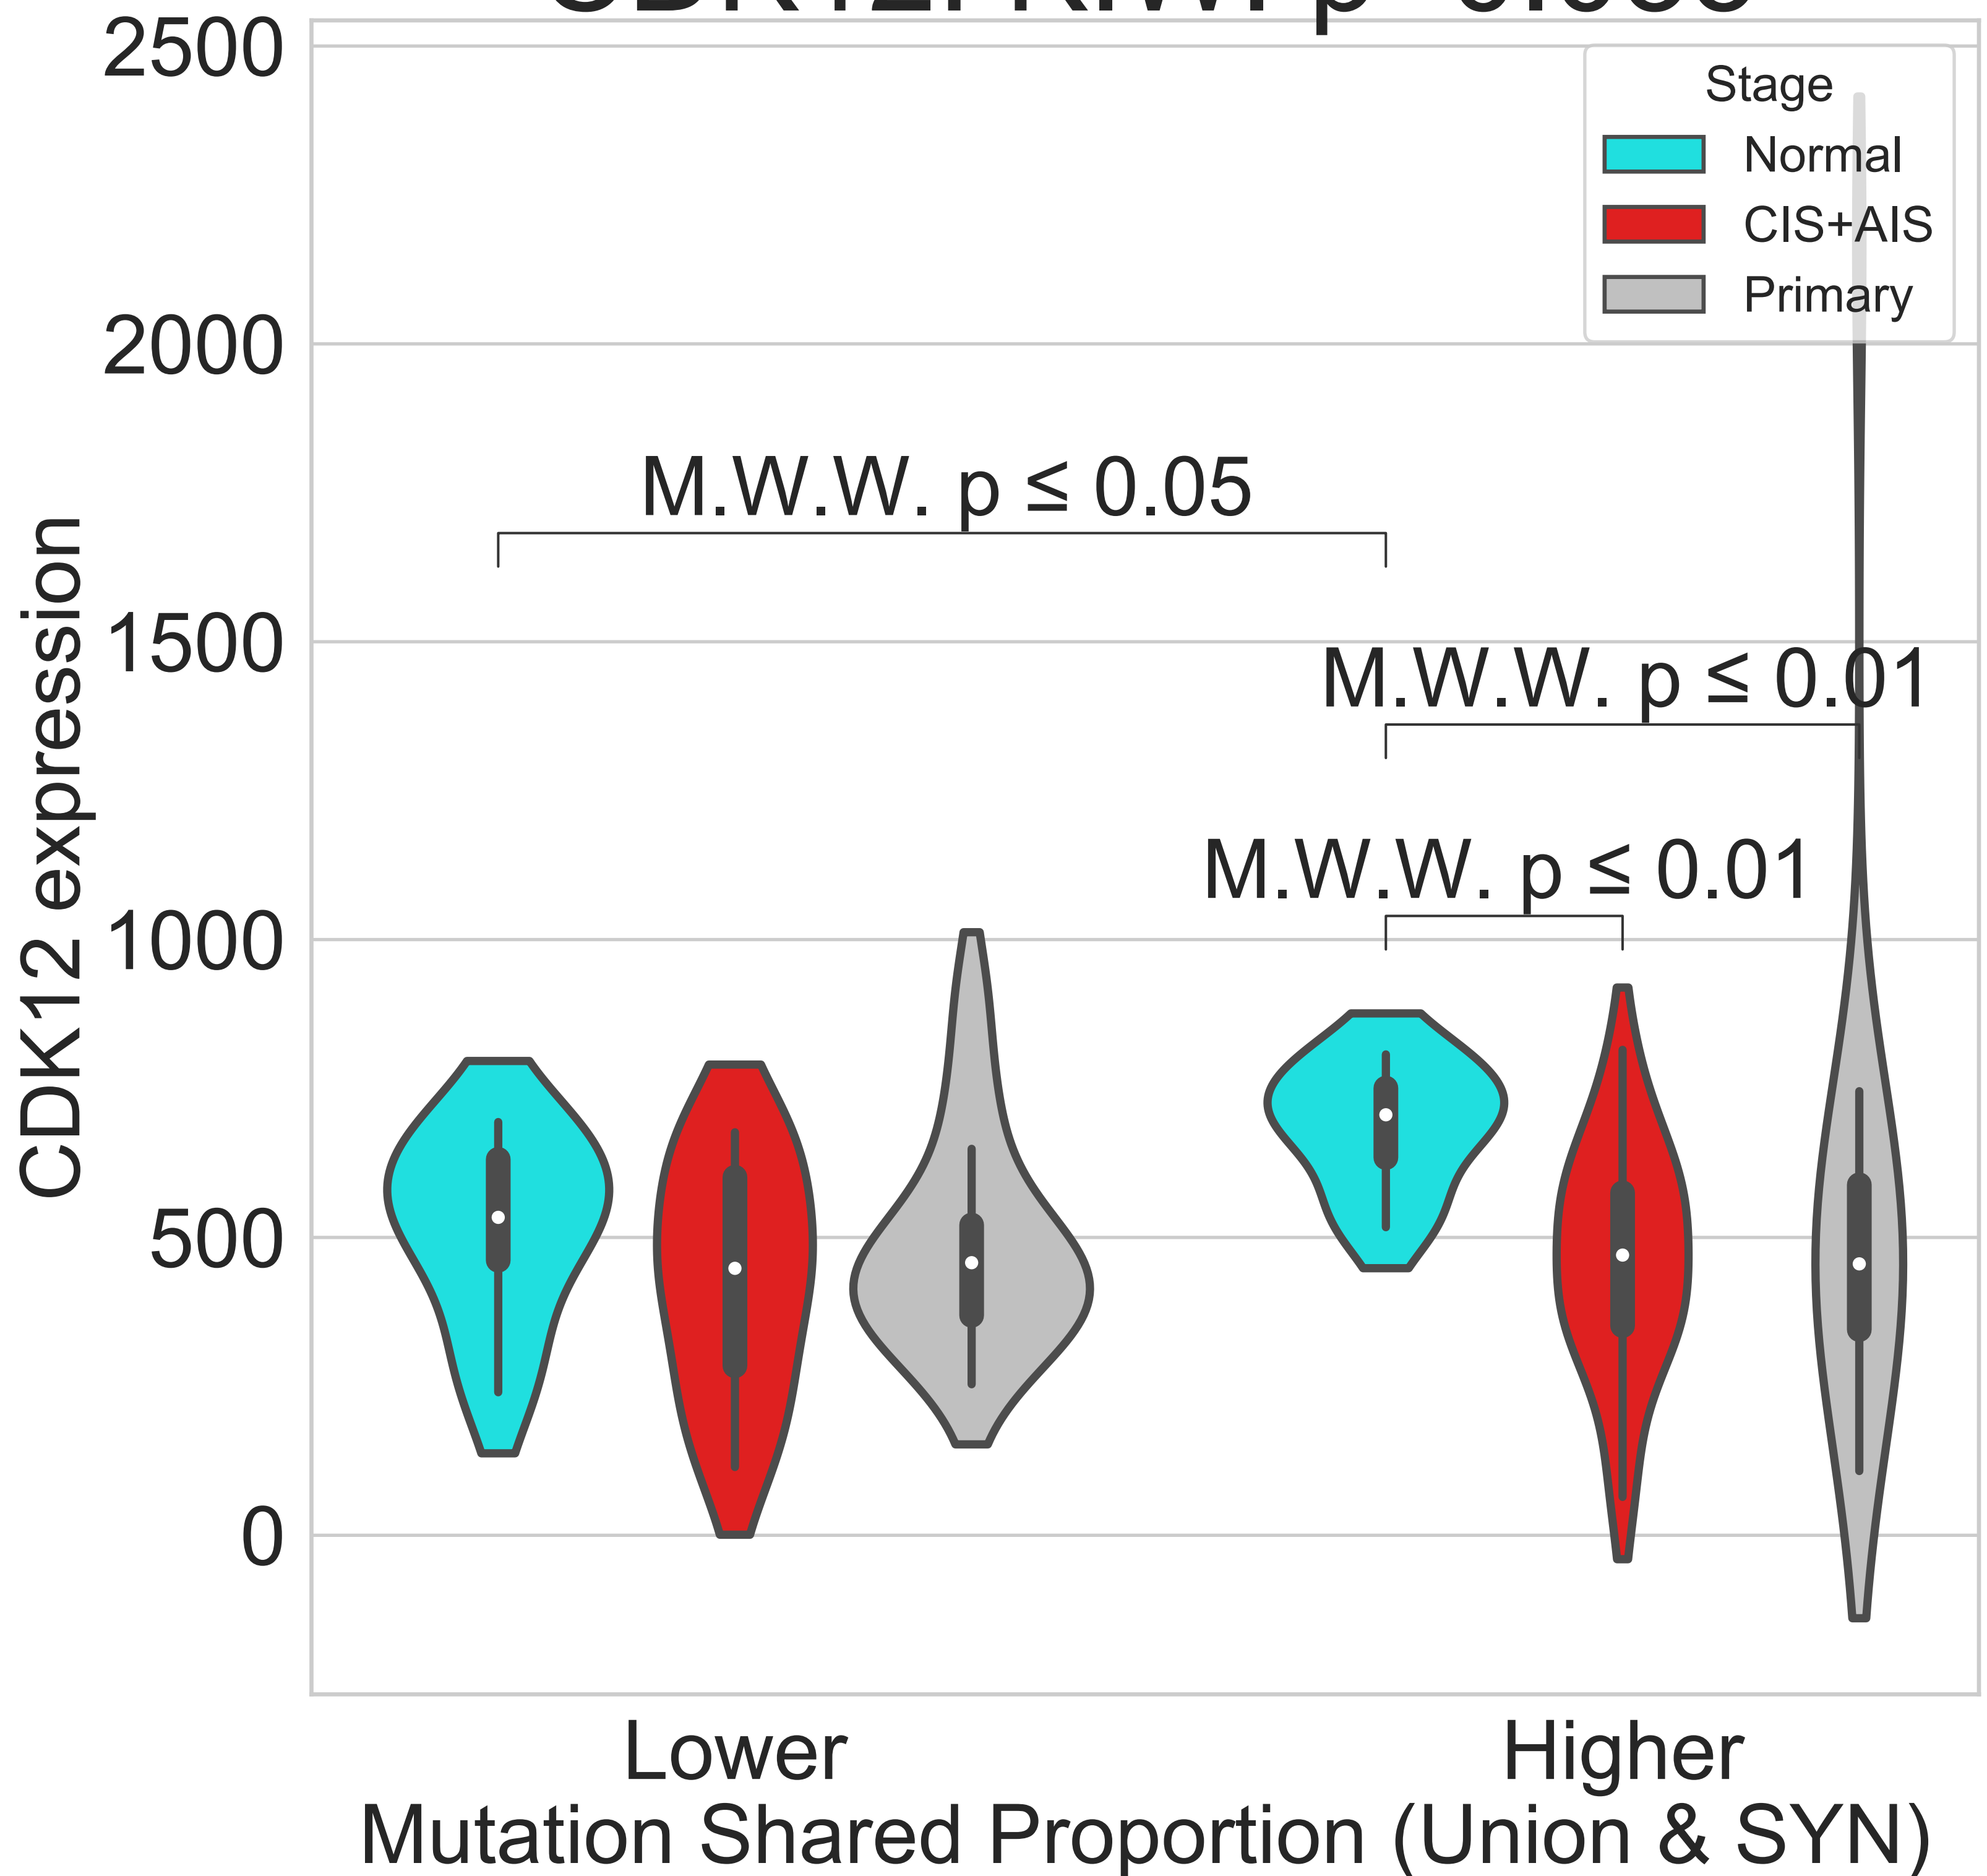 2500
2000
1500
1000
500
0
CDK12 expression
Stage
Normal
CIS+AIS
Primary
M.W.W. p ≤ 0.05
M.W.W. p ≤ 0.01
M.W.W. p ≤ 0.01
Lower
Higher
Mutation Shared Proportion (Union & SYN)